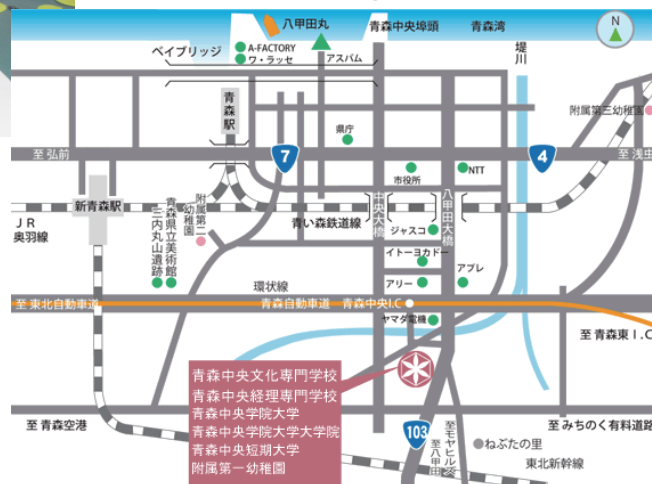 八甲田丸
青森中央埠頭
青森湾
N
ベイブリッジ
A-FACTORY
ワ・ラッセ
アスパム
堤川
青森駅
県庁
附属第三幼稚園
至 弘前
7
4
至 浅虫
市役所
NTT
新青森駅
附属第二幼稚園
青森県立美術館
三内丸山遺跡
JR
奥羽線
青い森鉄道線
中央大橋
八甲田大橋
ジャスコ
イトーヨカドー
アリー
アブレ
環状線
至 東北自動車道
青森自動車道
青森中央I.C
ヤマダ電機
至 青森東 I.C
青森中央文化専門学校
青森中央経理専門学校
青森中央学院大学
青森中央学院大学大学院
青森中央短期大学
附属第一幼稚園
至 青森空港
103
至モヤヒルズ
至八甲田
至 みちのく有料道路
ねぶたの里
東北新幹線